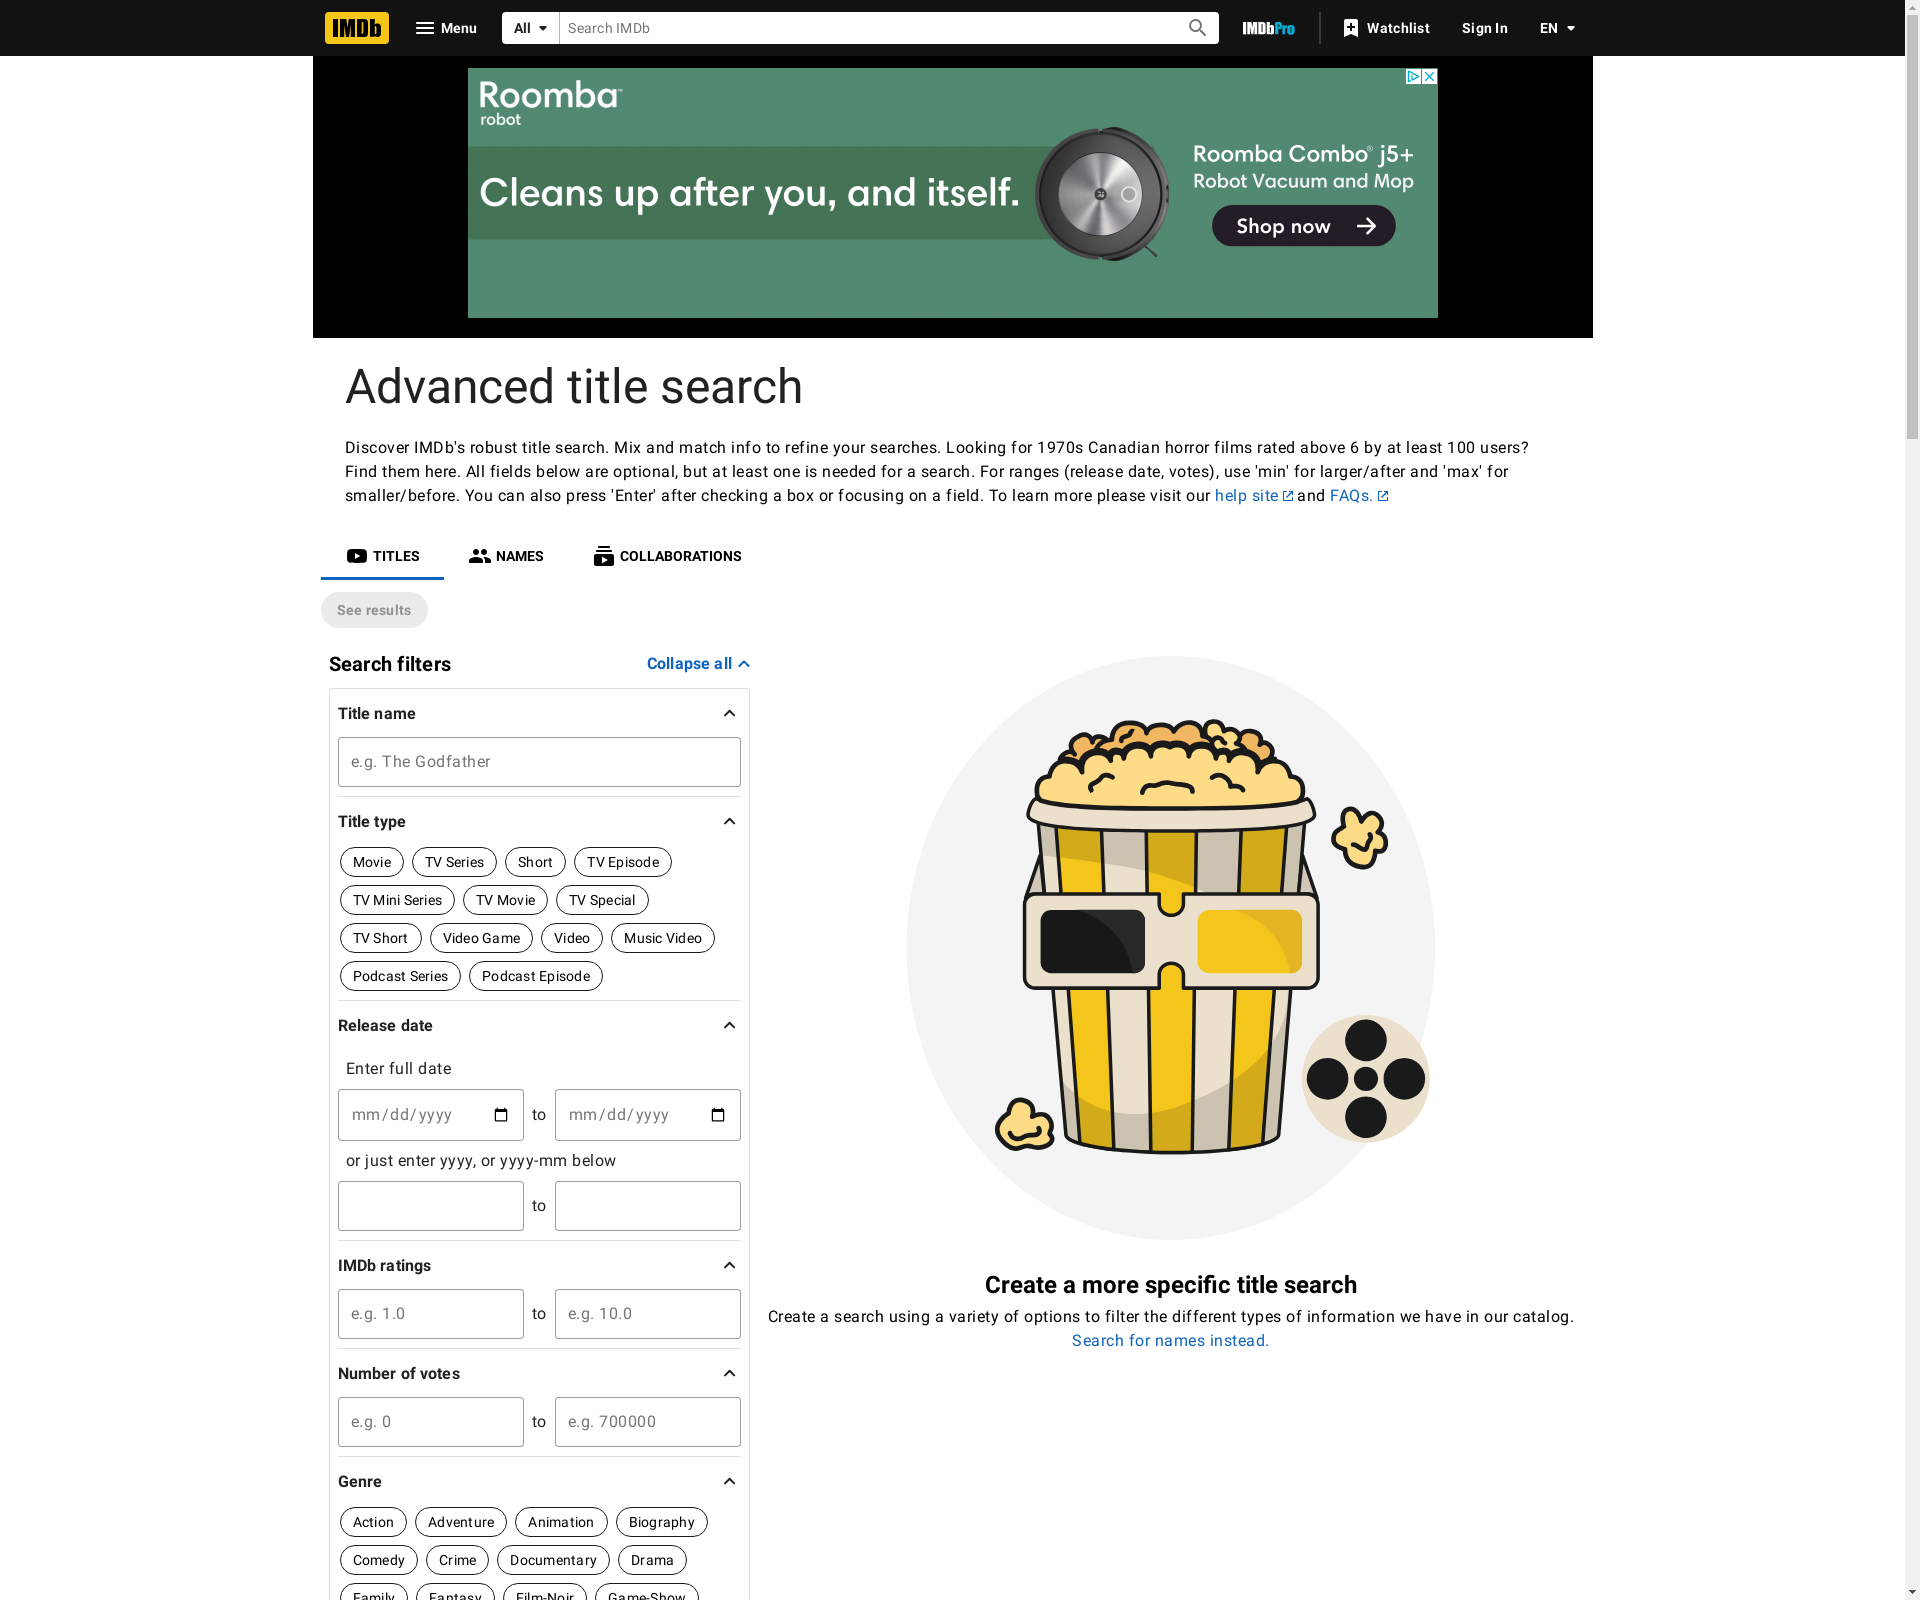 IMDb
Menu
All
Search IMDb
IMDbPro
Watchlist
Sign In
EN
Roomba™
robot
Cleans up after you, and itself.
Roomba Combo® j5+
Robot Vacuum and Mop
Shop now
Advanced title search
Discover IMDb's robust title search. Mix and match info to refine your searches. Looking for 1970s Canadian horror films rated above 6 by at least 100 users?
Find them here. All fields below are optional, but at least one is needed for a search. For ranges (release date, votes), use 'min' for larger/after and 'max' for
smaller/before. You can also press 'Enter' after checking a box or focusing on a field. To learn more please visit our help site and FAQs.
TITLES
NAMES
COLLABORATIONS
See results
Search filters
Collapse all
Title name
e.g. The Godfather
Title type
Movie TV Series Short TV Episode
TV Mini Series TV Movie TV Special
TV Short Video Game Video Music Video
Podcast Series Podcast Episode
Release date
Enter full date
mm/dd/yyyy to mm/dd/yyyy
or just enter yyyy, or yyyy-mm below
to
IMDb ratings
e.g. 1.0 to e.g. 10.0
Number of votes
e.g. 0 to e.g. 700000
Genre
Action Adventure Animation Biography
Comedy Crime Documentary Drama
Family Fantasy Film-Noir Game-Show
Create a more specific title search
Create a search using a variety of options to filter the different types of information we have in our catalog.
Search for names instead.